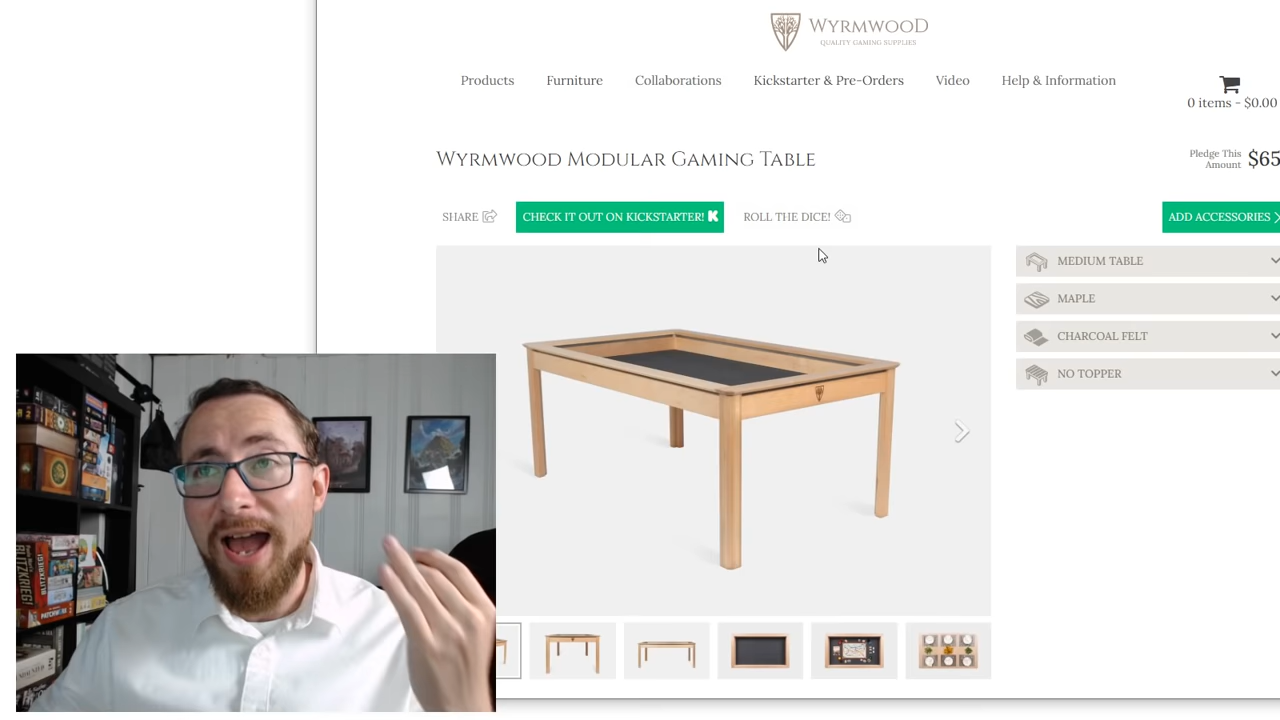 WYRMWOOD
QUALITY GAMING SUPPLIES
Products Furniture Collaborations Kickstarter & Pre-Orders Video Help & Information
0 items - $0.00
WYRMWOOD MODULAR GAMING TABLE
Pledge This
Amount $65
SHARE CHECK IT OUT ON KICKSTARTER! ROLL THE DICE! ADD ACCESSORIES
MEDIUM TABLE
MAPLE
CHARCOAL FELT
NO TOPPER
BLITZKRIEG!
PATCHWORK